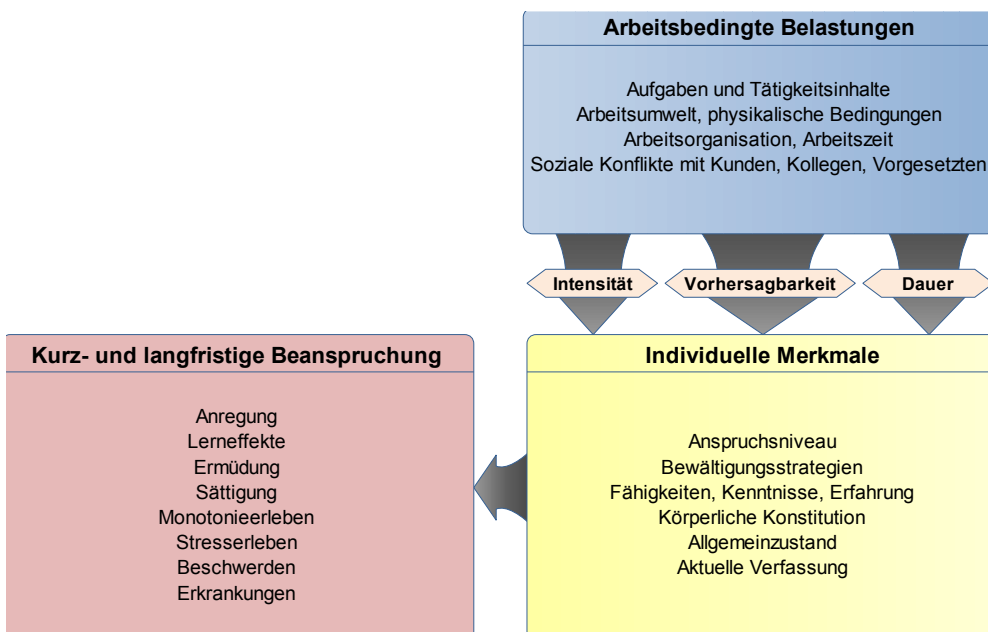 Arbeitsbedingte Belastungen
Aufgaben und Tätigkeitsinhalte
Arbeitsumwelt, physikalische Bedingungen
Arbeitsorganisation, Arbeitszeit
Soziale Konflikte mit Kunden, Kollegen, Vorgesetzten
Intensität
Vorhersagbarkeit
Dauer
Individuelle Merkmale
Anspruchsniveau
Bewältigungsstrategien
Fähigkeiten, Kenntnisse, Erfahrung
Körperliche Konstitution
Allgemeinzustand
Aktuelle Verfassung
Kurz- und langfristige Beanspruchung
Anregung
Lerneffekte
Ermüdung
Sättigung
Monotonieerleben
Stresserleben
Beschwerden
Erkrankungen